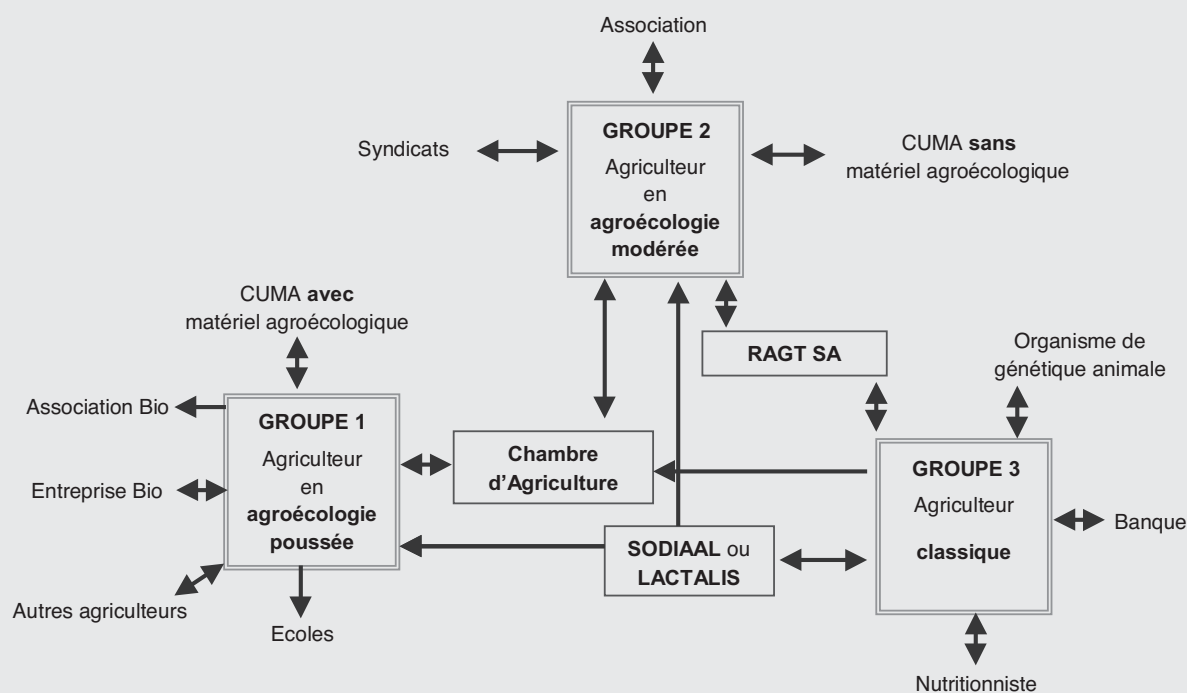 Association
GROUPE 2
Agriculteur
en
agroécologie
modérée
Syndicats
CUMA sans
matériel agroécologique
CUMA avec
matériel agroécologique
RAGT SA
Organisme de
génétique animale
Association Bio
GROUPE 1
Agriculteur
en
agroécologie
poussée
Entreprise Bio
Autres agriculteurs
Ecoles
Chambre
d’Agriculture
SODIAAL ou
LACTALIS
GROUPE 3
Agriculteur
classique
Banque
Nutritionniste